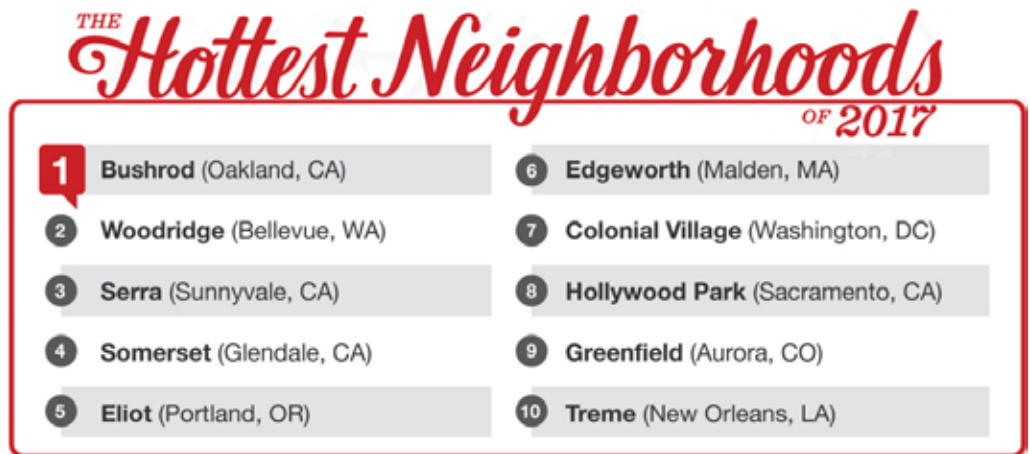 THE
Hottest Neighborhoods
OF 2017
1 Bushrod (Oakland, CA)
2 Woodridge (Bellevue, WA)
3 Serra (Sunnyvale, CA)
4 Somerset (Glendale, CA)
5 Eliot (Portland, OR)
6 Edgeworth (Malden, MA)
7 Colonial Village (Washington, DC)
8 Hollywood Park (Sacramento, CA)
9 Greenfield (Aurora, CO)
10 Treme (New Orleans, LA)